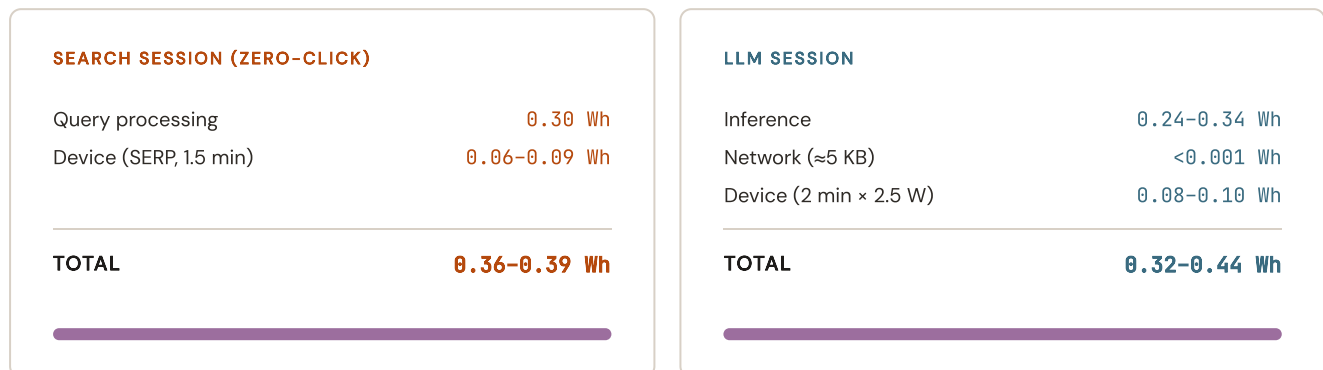 SEARCH SESSION (ZERO-CLICK)
Query processing 0.30 Wh
Device (SERP, 1.5 min) 0.06–0.09 Wh
TOTAL 0.36–0.39 Wh
LLM SESSION
Inference 0.24–0.34 Wh
Network (≈5 KB) <0.001 Wh
Device (2 min × 2.5 W) 0.08–0.10 Wh
TOTAL 0.32–0.44 Wh